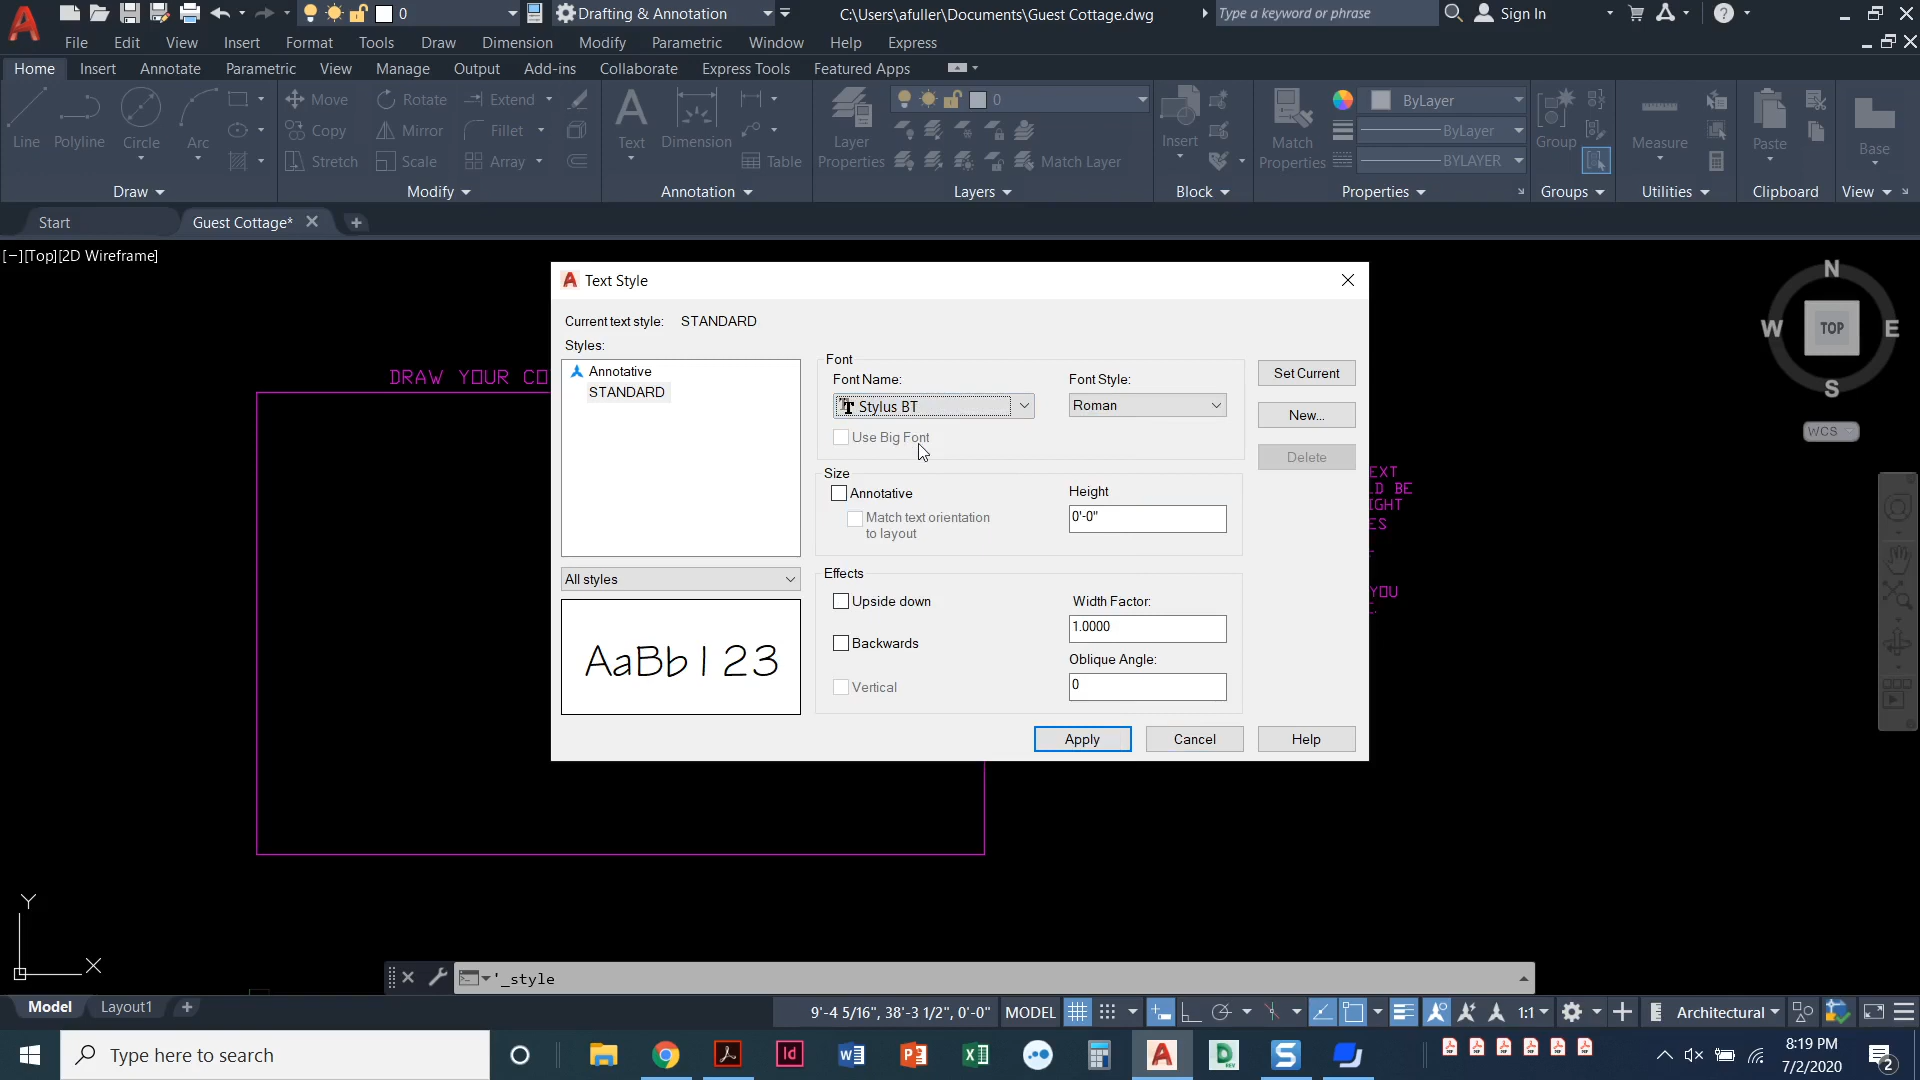 0
Drafting & Annotation
C:\Users\afuller\Documents\Guest Cottage.dwg
Type a keyword or phrase
Sign In
File Edit View Insert Format Tools Draw Dimension Modify Parametric Window Help Express
Home Insert Annotate Parametric View Manage Output Add-ins Collaborate Express Tools Featured Apps
Line
Polyline
Circle
Arc
Draw
Move
Rotate
Extend
Copy
Mirror
Fillet
Stretch
Scale
Array
Modify
Text
Dimension
Table
Annotation
Layer
Properties
0
Match Layer
Layers
Insert
Block
Match
Properties
ByLayer
ByLayer
BYLAYER
Properties
Group
Groups
Measure
Utilities
Paste
Clipboard
Base
View
Start
Guest Cottage*
[−][Top][2D Wireframe]
N
W
TOP
E
S
WCS
DRAW YOUR CO
EXT
LD BE
IGHT
ES
YOU
Text Style
Current text style: STANDARD
Styles:
Annotative
STANDARD
All styles
AaBb123
Font
Font Name:
Stylus BT
Font Style:
Roman
Use Big Font
Size
Annotative
Match text orientation
to layout
Height
0'-0"
Effects
Upside down
Backwards
Vertical
Width Factor:
1.0000
Oblique Angle:
0
Set Current
New...
Delete
Apply
Cancel
Help
Y
X
'_style
Model
Layout1
9'-4 5/16", 38'-3 1/2", 0'-0"
MODEL
1:1
Architectural
Type here to search
8:19 PM
7/2/2020
2